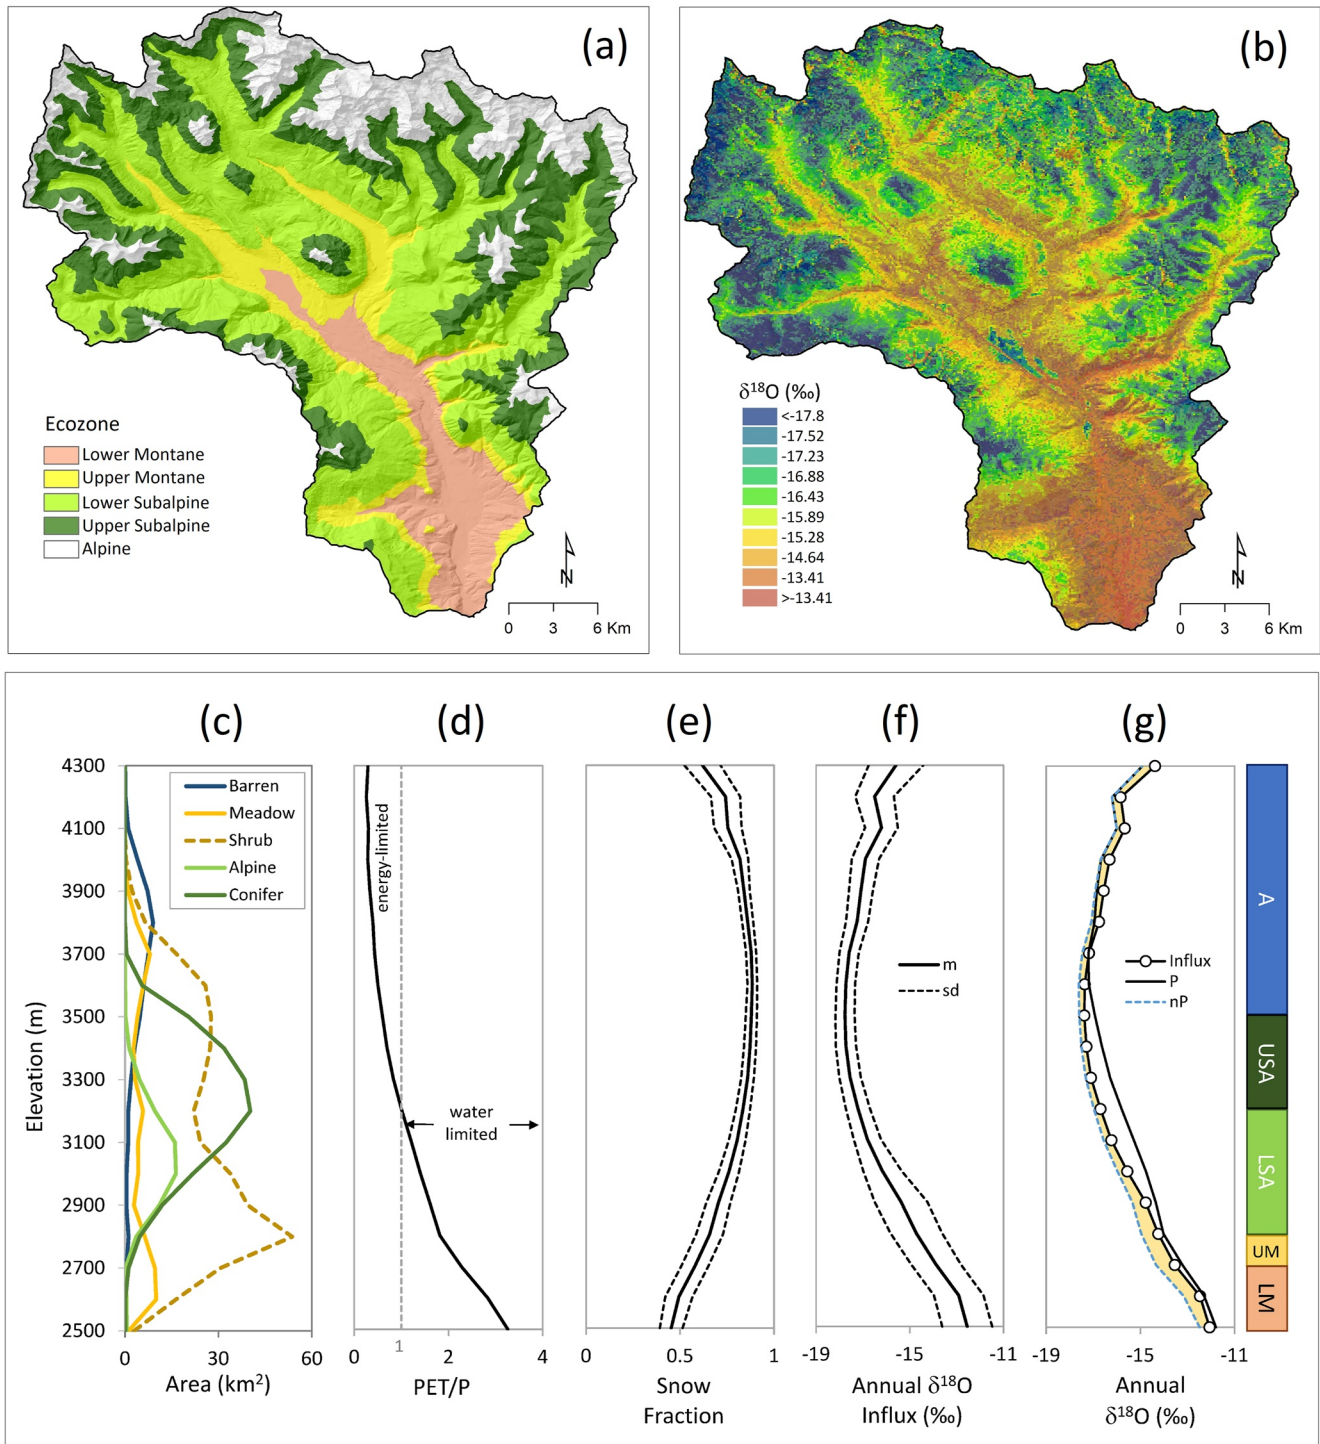 (a)
Ecozone
Lower Montane
Upper Montane
Lower Subalpine
Upper Subalpine
Alpine
N
0 3 6 Km
(b)
δ18O (‰)
<-17.8
-17.52
-17.23
-16.88
-16.43
-15.89
-15.28
-14.64
-13.41
>-13.41
N
0 3 6 Km
(c)
Elevation (m)
4300
4100
3900
3700
3500
3300
3100
2900
2700
2500
Barren
Meadow
Shrub
Alpine
Conifer
0 30 60
Area (km2)
(d)
energy-limited
water
limited
0 1 2 4
PET/P
(e)
0 0.5 1
Snow
Fraction
(f)
m
sd
-19 -15 -11
Annual δ18O
Influx (‰)
(g)
Influx
P
nP
-19 -15 -11
Annual
δ18O (‰)
A
USA
LSA
UM
LM